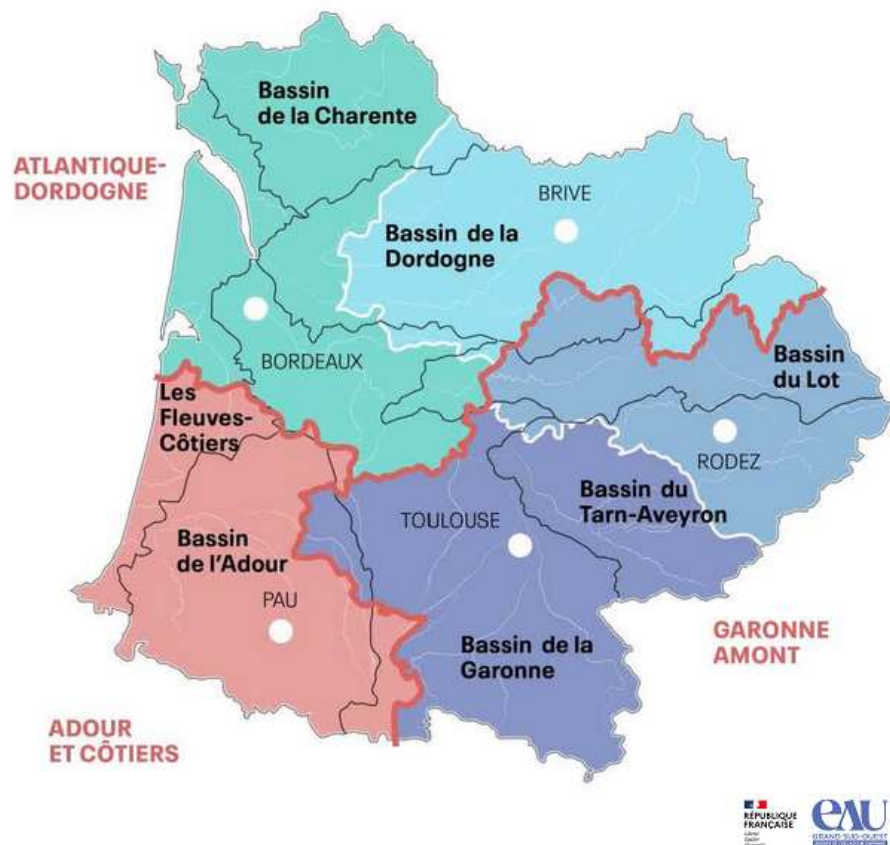 Bassin
de la Charente
ATLANTIQUE-
DORDOGNE
BRIVE
Bassin de la
Dordogne
BORDEAUX
Bassin
du Lot
Les
Fleuves-
Côtiers
RODEZ
Bassin du
Tarn-Aveyron
TOULOUSE
Bassin
de l'Adour
PAU
GARONNE
AMONT
Bassin de la
Garonne
ADOUR
ET CÔTIERS
RÉPUBLIQUE
FRANÇAISE
eau
GRAND SUD-OUEST